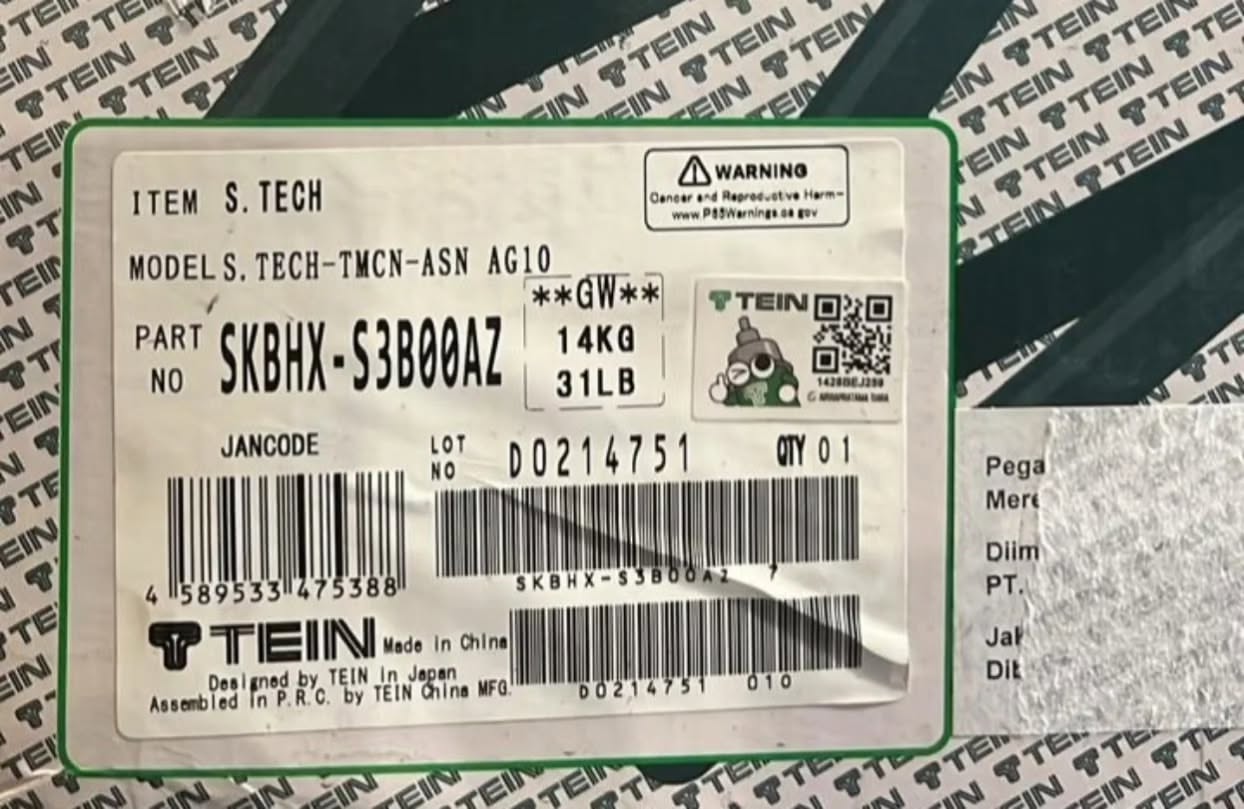 ITEM S. TECH
WARNING
Cancer and Reproductive Harm-
www.P65Warnings.ca.gov
MODEL S. TECH-TMCN-ASN AG10
**GW**
14KG
31LB
PART NO SKBHX-S3B00AZ
TEIN
1428BEJ259
JANCODE
LOT NO D0214751 QTY 01
4 589533 475388
SKBHX-S3B00AZ 7
TEIN Made in China
Designed by TEIN in Japan
Assembled in P.R.C. by TEIN China MFG.
D0214751 010
Pega
Mere
Diim
PT.
Jak
Dit